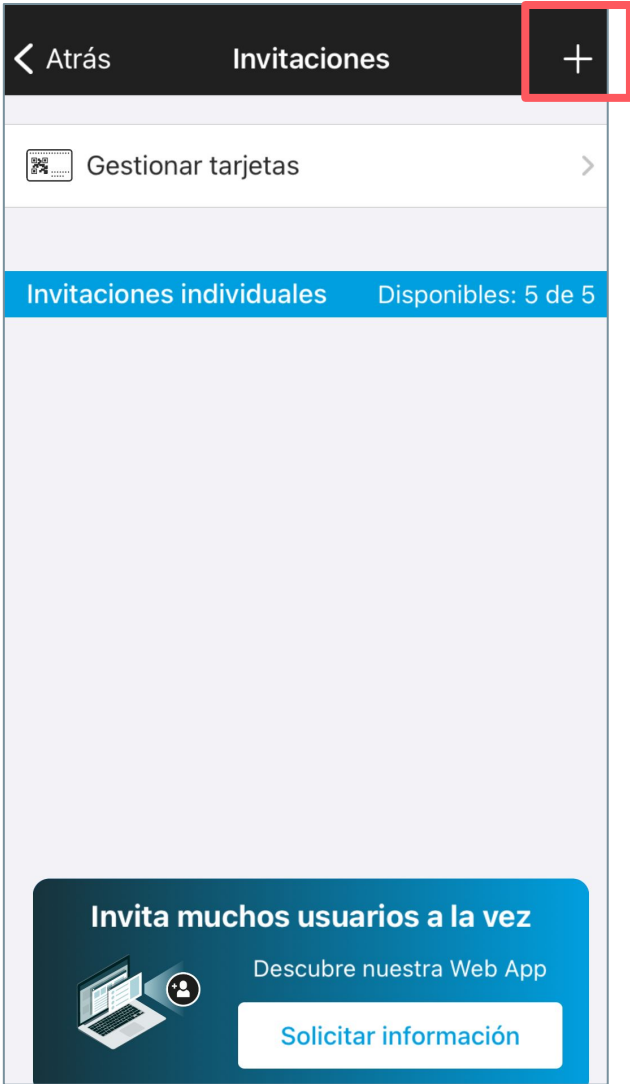 Atrás Invitaciones +
Gestionar tarjetas
Invitaciones individuales Disponibles: 5 de 5
Invita muchos usuarios a la vez
Descubre nuestra Web App
Solicitar información